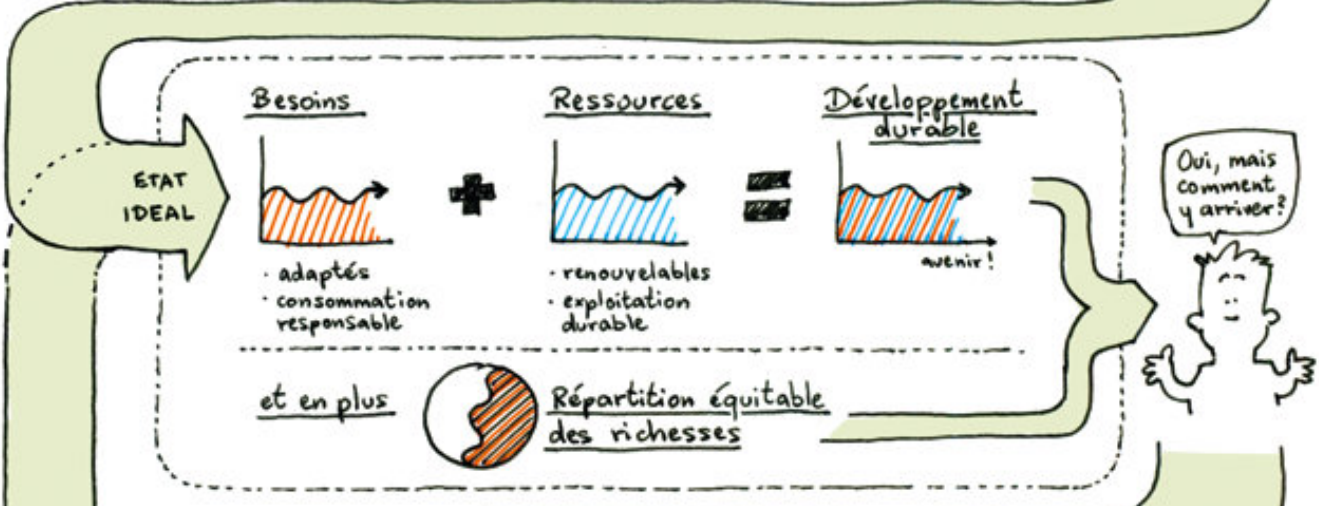 ETAT
IDEAL
Besoins
· adaptés
· consommation
responsable
Ressources
· renouvelables
· exploitation
durable
Développement
durable
avenir !
et en plus
Répartition équitable
des richesses
Oui, mais
comment
y arriver ?